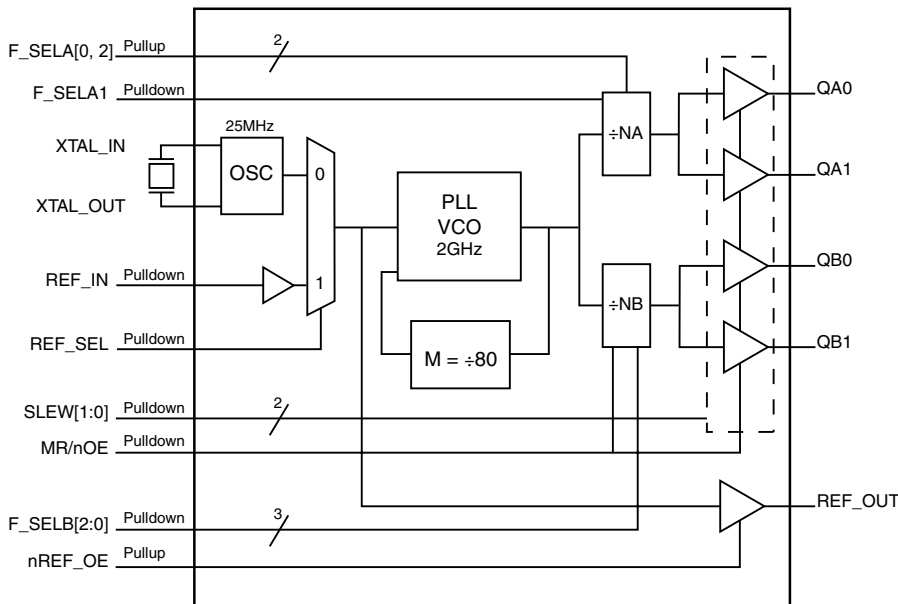 F_SELA[0, 2] Pullup 2
F_SELA1 Pulldown
QA0
25MHz
XTAL_IN
OSC
0
÷NA
XTAL_OUT
QA1
PLL
VCO
2GHz
REF_IN Pulldown
1
QB0
÷NB
REF_SEL Pulldown
M = ÷80
QB1
SLEW[1:0] Pulldown 2
MR/nOE Pulldown
REF_OUT
F_SELB[2:0] Pulldown 3
nREF_OE Pullup